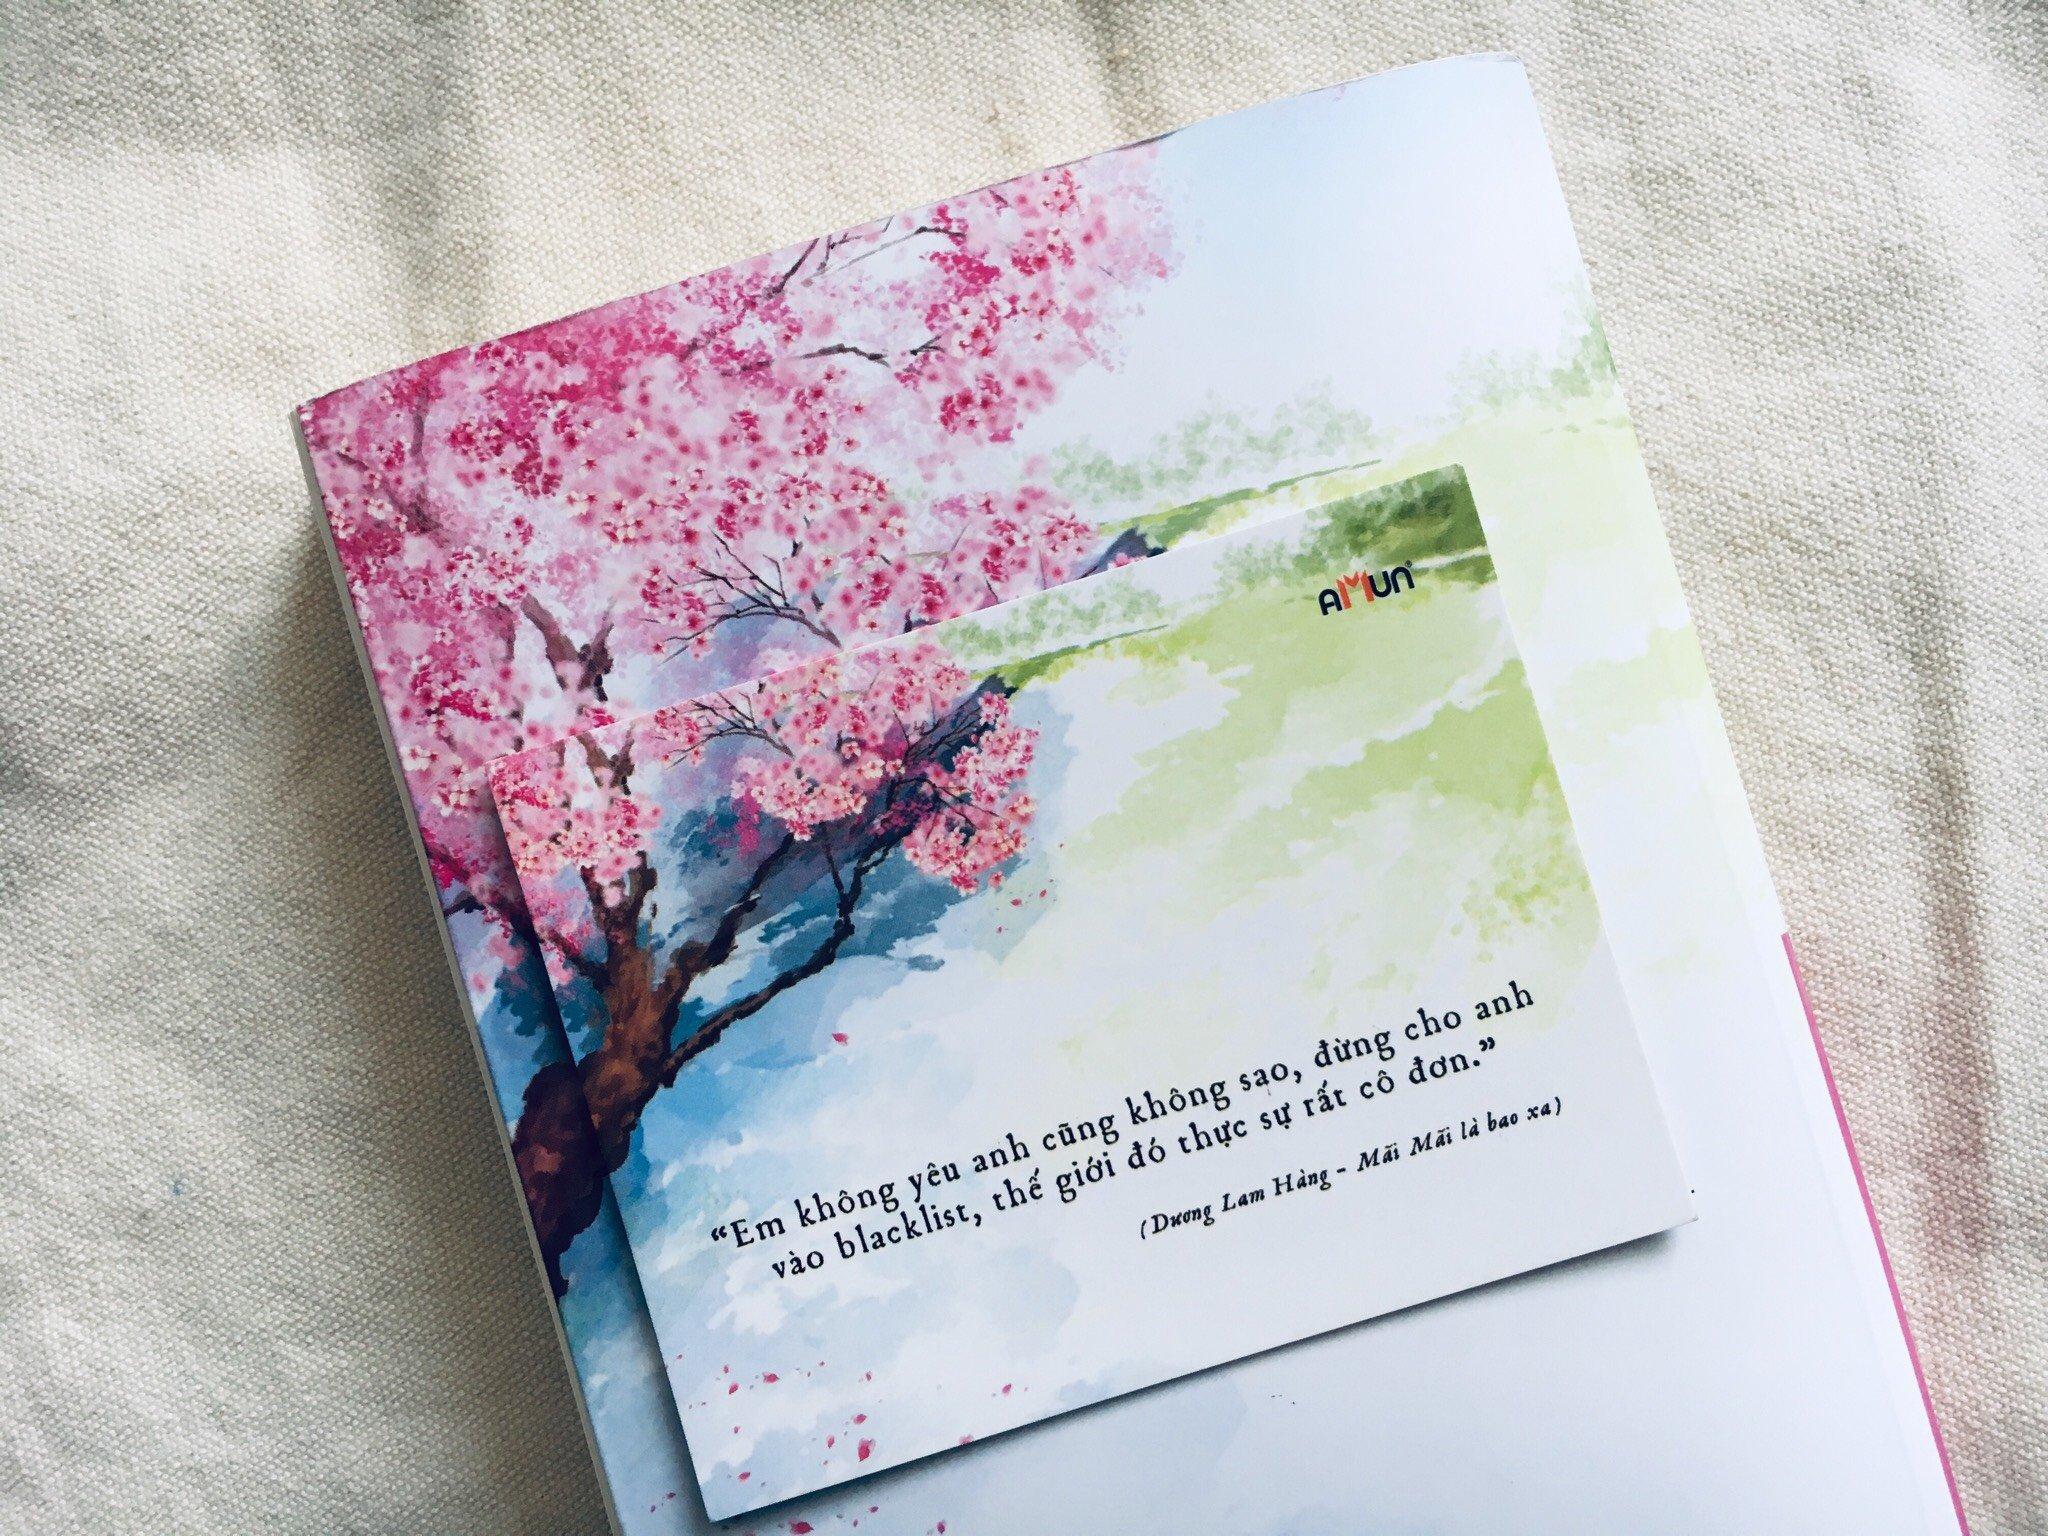 AMUN®
“Em không yêu anh cũng không sao, đừng cho anh
vào blacklist, thế giới đó thực sự rất cô đơn.”
(Dương Lam Hàng - Mãi Mãi là bao xa)